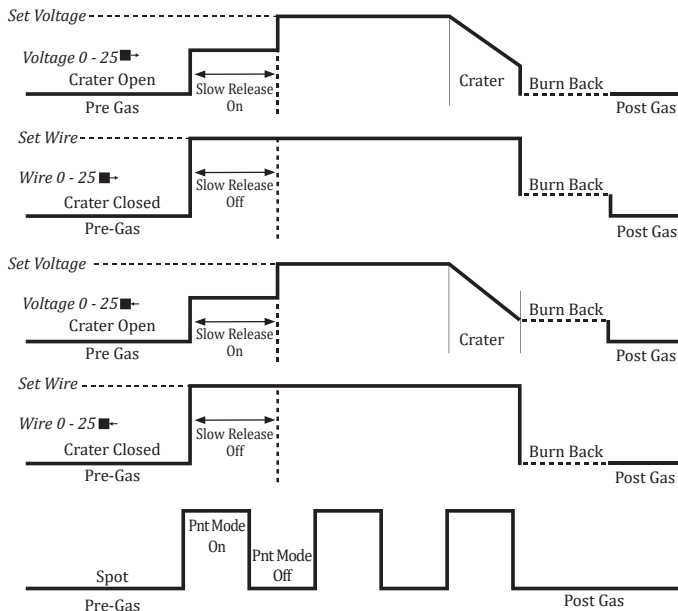 Set Voltage
Voltage 0 - 25
Crater Open
Pre Gas
Slow Release
On
Crater
Burn Back
Post Gas
Set Wire
Wire 0 - 25
Crater Closed
Pre-Gas
Slow Release
Off
Burn Back
Post Gas
Set Voltage
Voltage 0 - 25
Crater Open
Pre Gas
Slow Release
On
Crater
Burn Back
Post Gas
Set Wire
Wire 0 - 25
Crater Closed
Pre-Gas
Slow Release
Off
Burn Back
Post Gas
Spot
Pre-Gas
Pnt Mode
On
Pnt Mode
Off
Post Gas